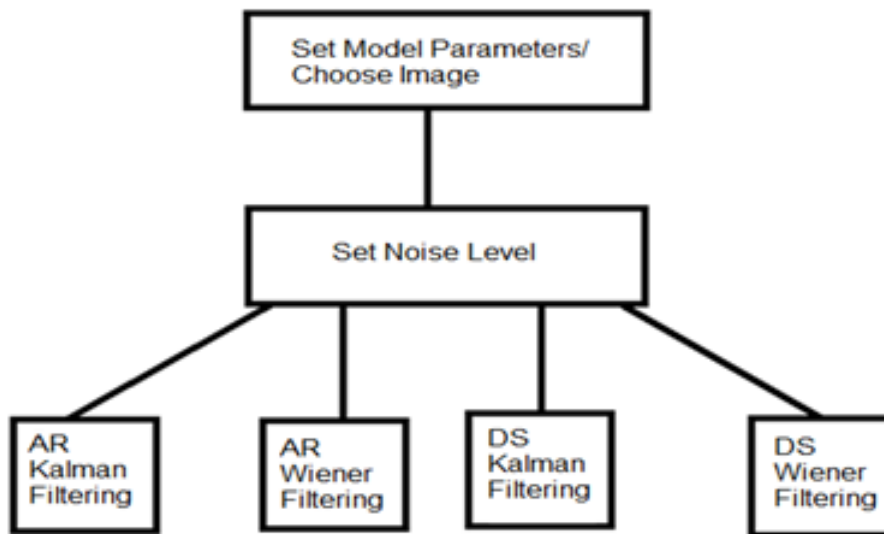 Set Model Parameters/
Choose Image
Set Noise Level
AR
Kalman
Filtering
AR
Wiener
Filtering
DS
Kalman
Filtering
DS
Wiener
Filtering